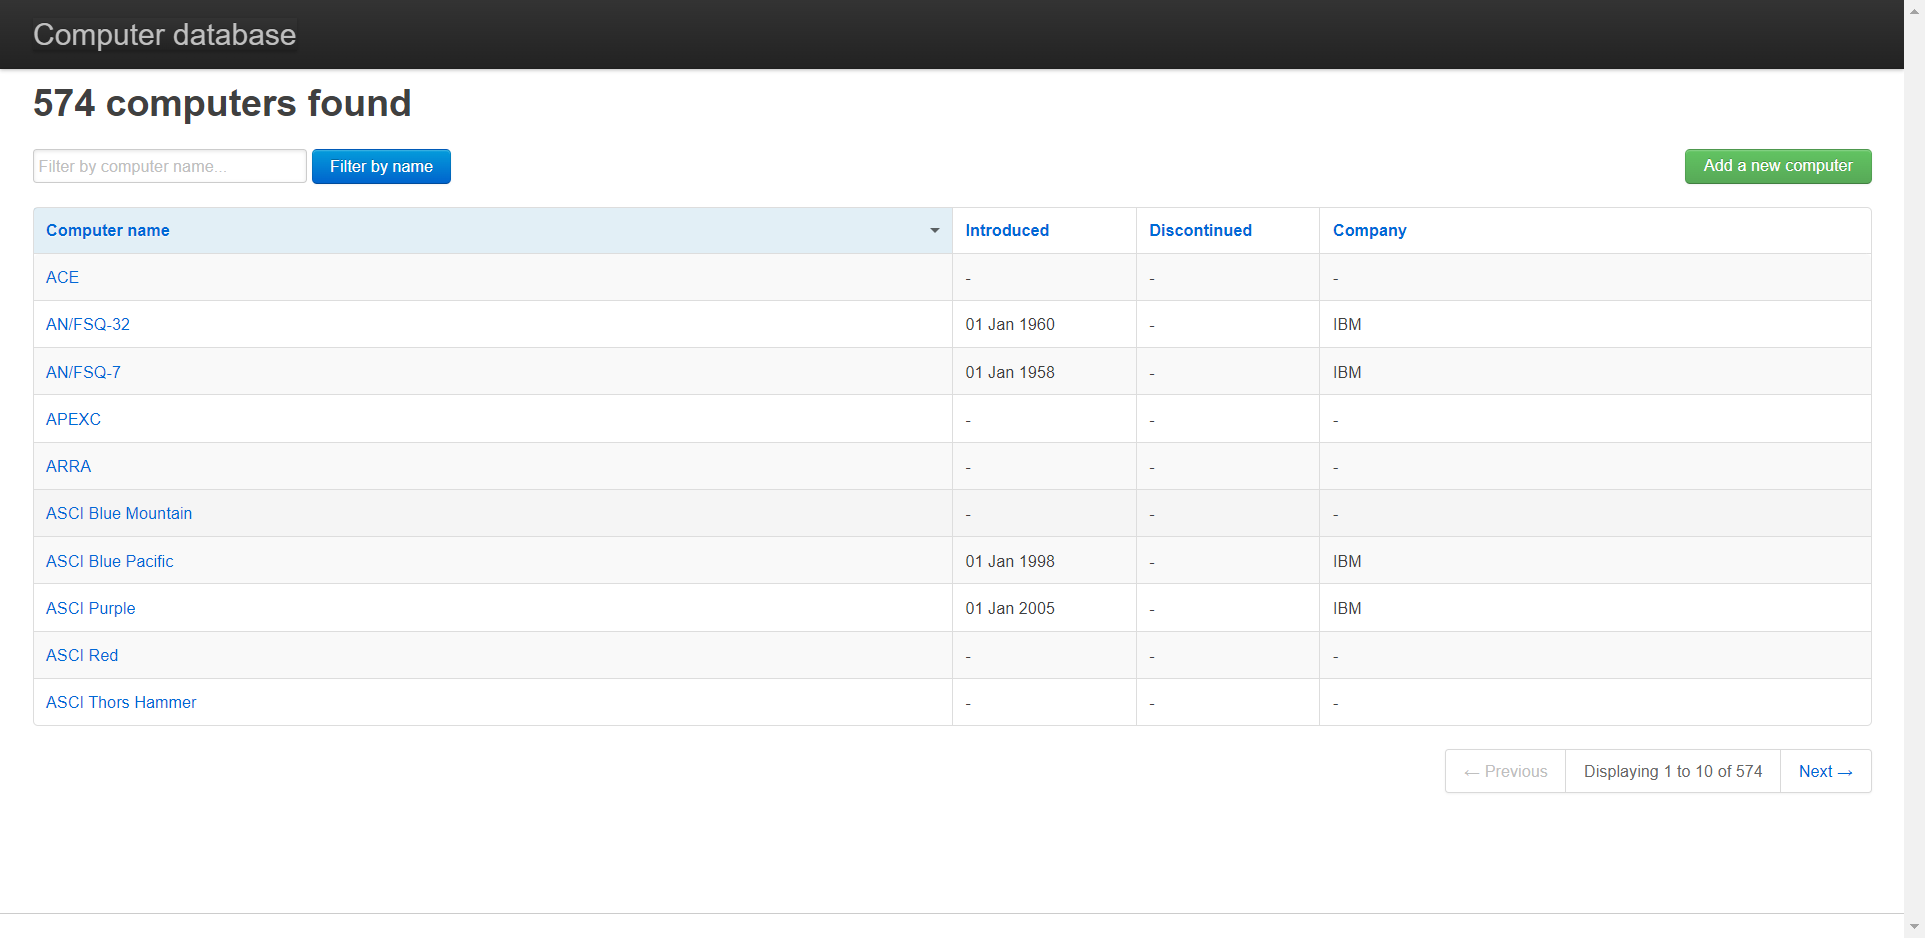 Computer database
574 computers found
Filter by computer name... Filter by name Add a new computer
Computer name Introduced Discontinued Company
ACE - - -
AN/FSQ-32 01 Jan 1960 - IBM
AN/FSQ-7 01 Jan 1958 - IBM
APEXC - - -
ARRA - - -
ASCI Blue Mountain - - -
ASCI Blue Pacific 01 Jan 1998 - IBM
ASCI Purple 01 Jan 2005 - IBM
ASCI Red - - -
ASCI Thors Hammer - - -
← Previous Displaying 1 to 10 of 574 Next →